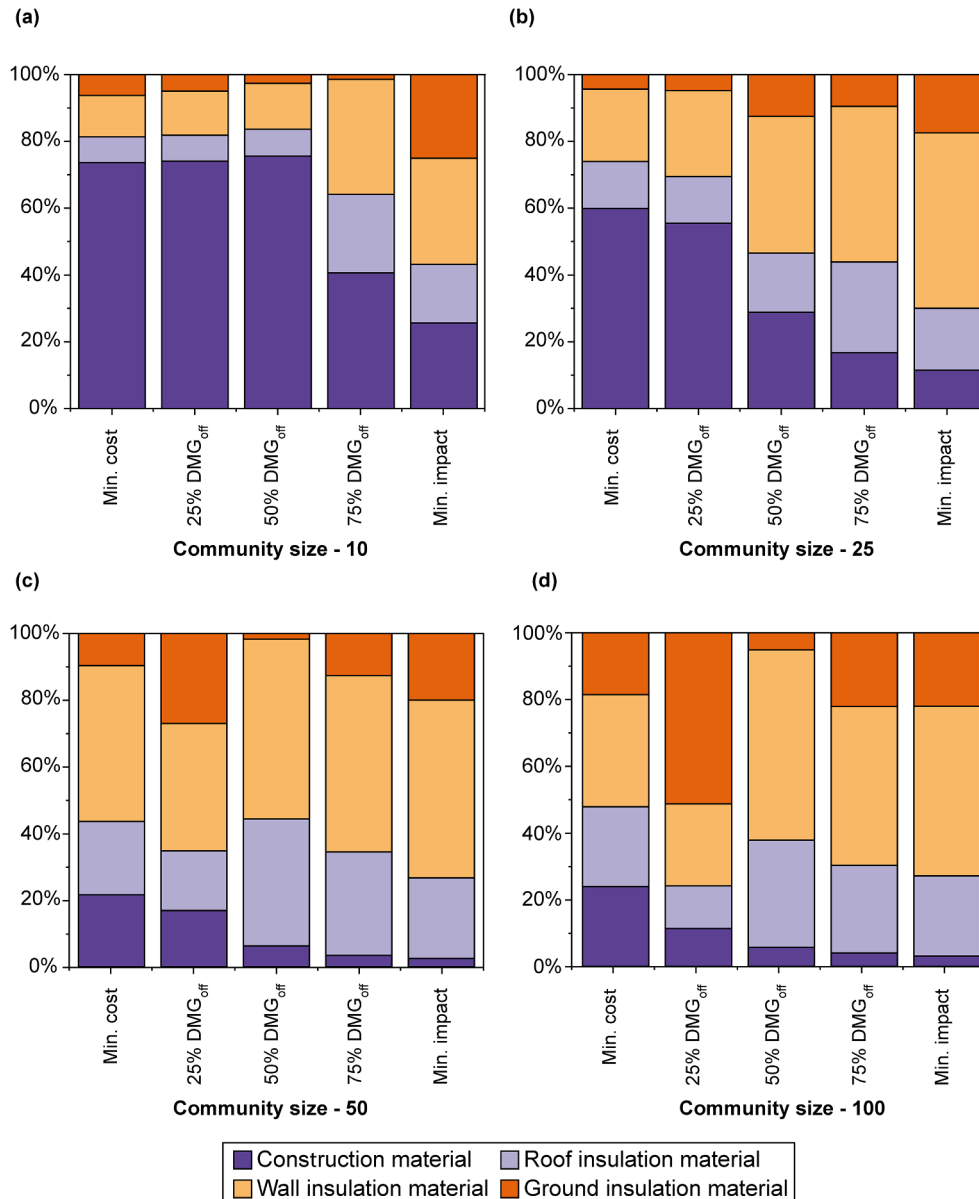 (a)
100%
80%
60%
40%
20%
0%
Min. cost
25% DMGoff
50% DMGoff
75% DMGoff
Min. impact
Community size - 10
(b)
100%
80%
60%
40%
20%
0%
Min. cost
25% DMGoff
50% DMGoff
75% DMGoff
Min. impact
Community size - 25
(c)
100%
80%
60%
40%
20%
0%
Min. cost
25% DMGoff
50% DMGoff
75% DMGoff
Min. impact
Community size - 50
(d)
100%
80%
60%
40%
20%
0%
Min. cost
25% DMGoff
50% DMGoff
75% DMGoff
Min. impact
Community size - 100
Construction material
Roof insulation material
Wall insulation material
Ground insulation material